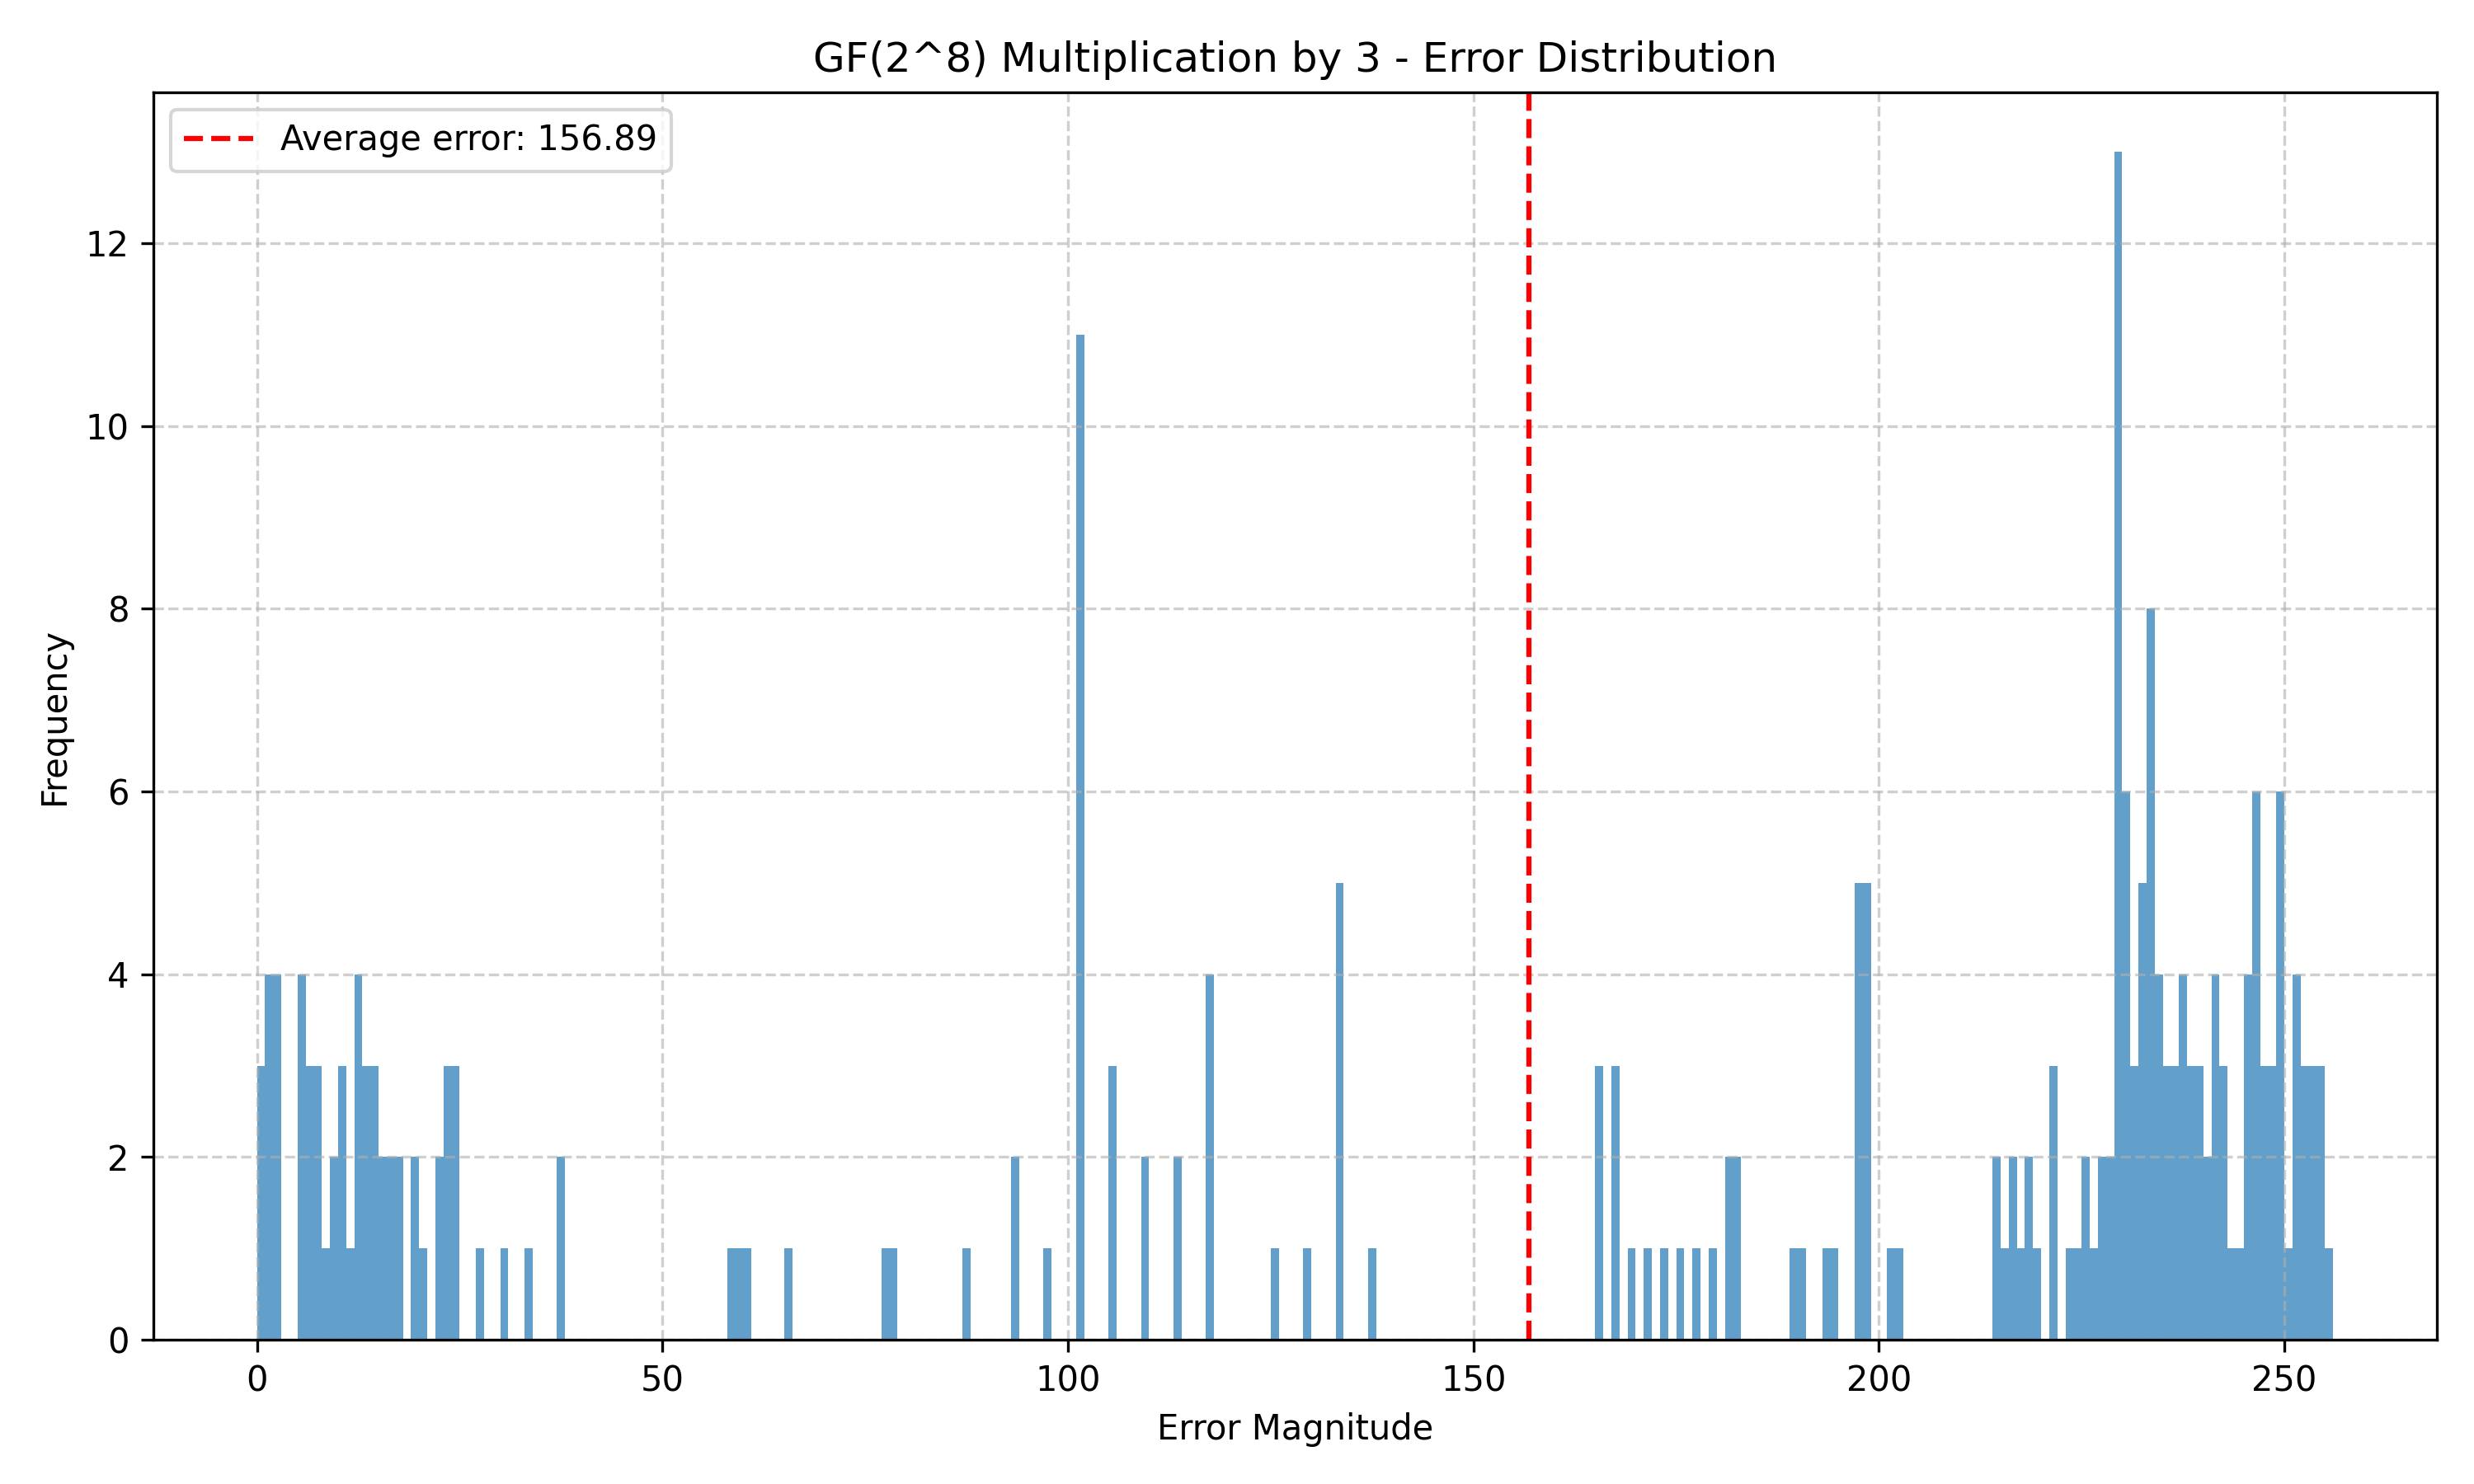 GF(2^8) Multiplication by 3 - Error Distribution
Average error: 156.89
Frequency
12
10
8
6
4
2
0
0 50 100 150 200 250
Error Magnitude